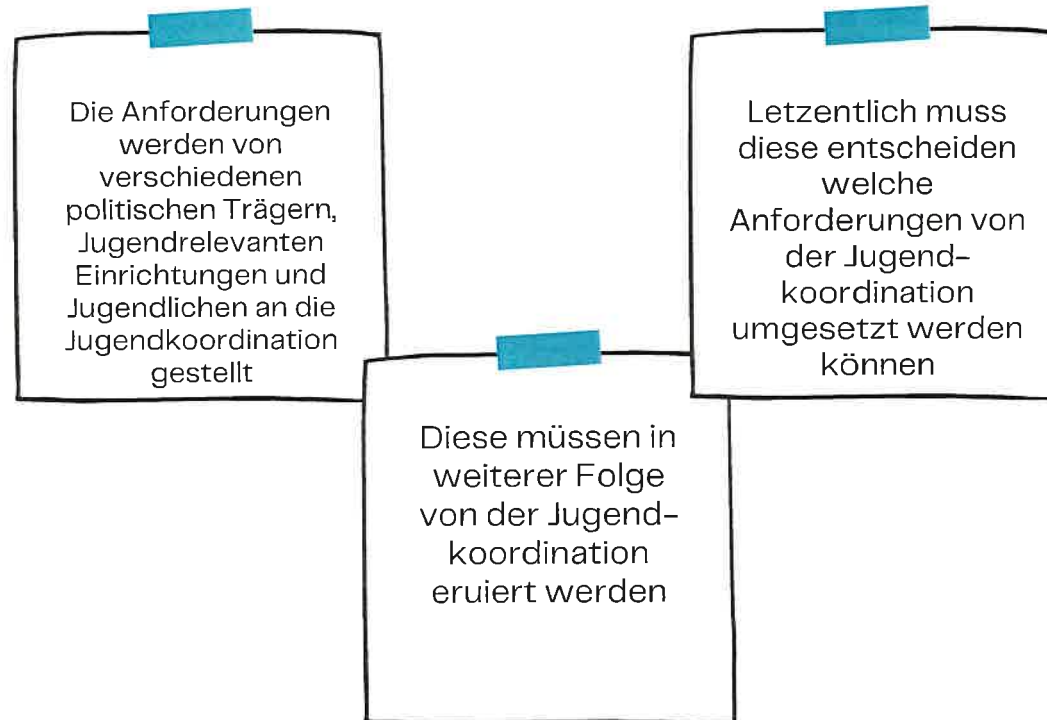 Die Anforderungen
werden von
verschiedenen
politischen Trägern,
Jugendrelevanten
Einrichtungen und
Jugendlichen an die
Jugendkoordination
gestellt
Diese müssen in
weiterer Folge
von der Jugend-
koordination
eruiert werden
Letzentlich muss
diese entscheiden
welche
Anforderungen von
der Jugend-
koordination
umgesetzt werden
können